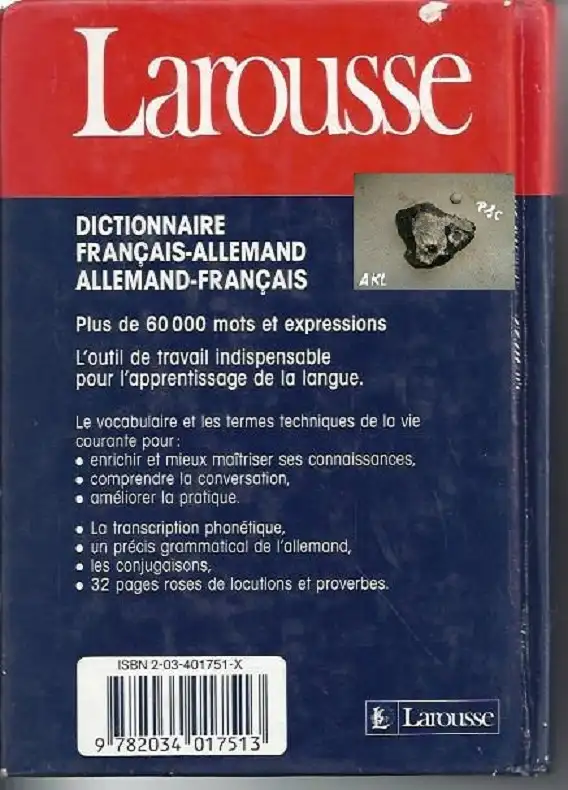 Larousse
DICTIONNAIRE
FRANÇAIS-ALLEMAND
ALLEMAND-FRANÇAIS
PSC
AKL
Plus de 60 000 mots et expressions
L'outil de travail indispensable
pour l'apprentissage de la langue.
Le vocabulaire et les termes techniques de la vie
courante pour :
• enrichir et mieux maîtriser ses connaissances,
• comprendre la conversation,
• améliorer la pratique.
• La transcription phonétique,
• un précis grammatical de l'allemand,
• les conjugaisons,
• 32 pages roses de locutions et proverbes.
ISBN 2-03-401751-X
9 782034 017513
Larousse